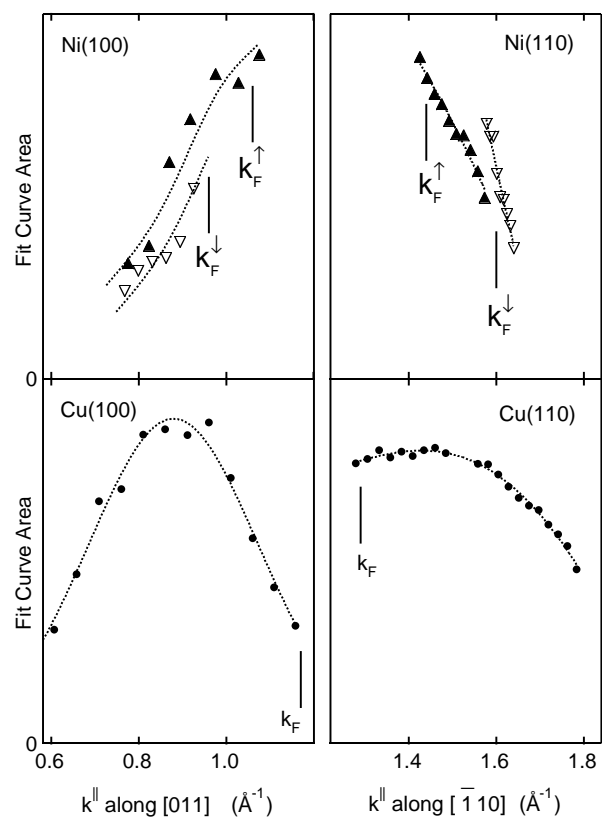 Ni(100)
Ni(110)
k_F^↑
k_F^↓
k_F^↑
k_F^↓
Fit Curve Area
0
Cu(100)
Cu(110)
k_F
k_F
Fit Curve Area
0
0.6 0.8 1.0 1.4 1.6 1.8
k^∥ along [011] (Å⁻¹)
k^∥ along [1̅10] (Å⁻¹)